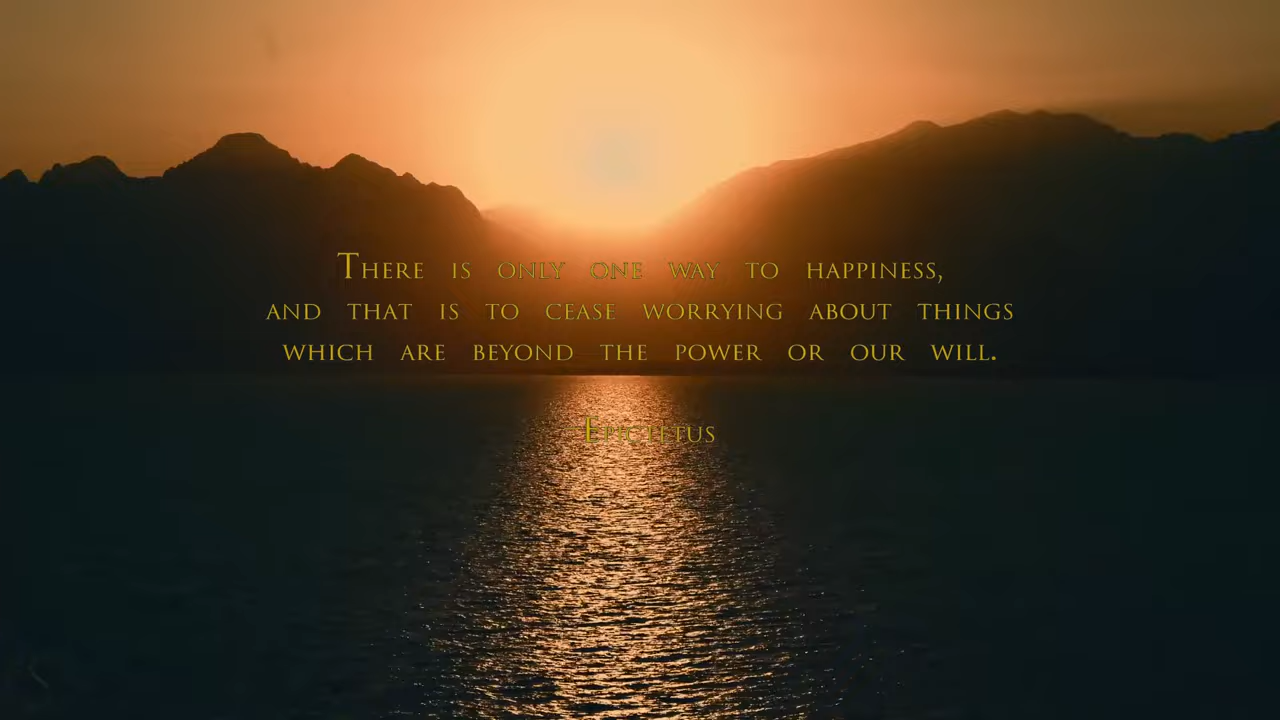 There is only one way to happiness,
and that is to cease worrying about things
which are beyond the power or our will.
Epictetus